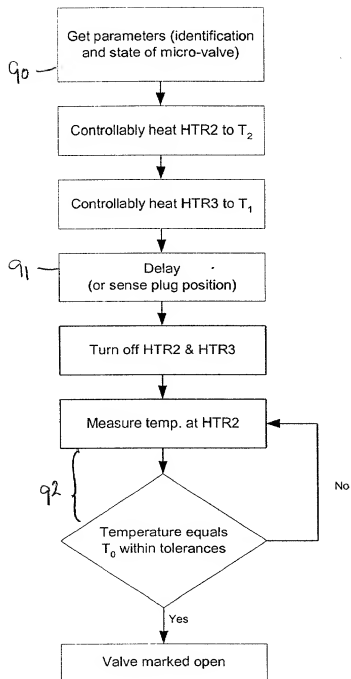 Get parameters (identification
and state of micro-valve)
90
Controllably heat HTR2 to T2
Controllably heat HTR3 to T1
91
Delay
(or sense plug position)
Turn off HTR2 & HTR3
Measure temp. at HTR2
92
No
Temperature equals
T0 within tolerances
Yes
Valve marked open